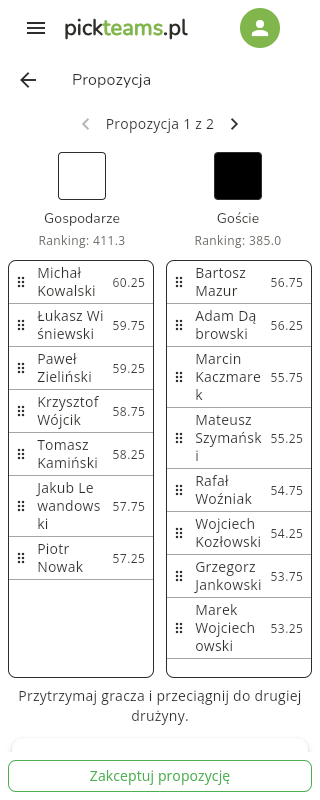 pickteams.pl
Propozycja
Propozycja 1 z 2
Gospodarze
Ranking: 411.3
Goście
Ranking: 385.0
Michał
Kowalski
60.25
Łukasz Wi
śniewski
59.75
Paweł
Zieliński
59.25
Krzysztof
Wójcik
58.75
Tomasz
Kamiński
58.25
Jakub Le
wandows
ki
57.75
Piotr
Nowak
57.25
Bartosz
Mazur
56.75
Adam Dą
browski
56.25
Marcin
Kaczmare
k
55.75
Mateusz
Szymańsk
i
55.25
Rafał
Woźniak
54.75
Wojciech
Kozłowski
54.25
Grzegorz
Jankowski
53.75
Marek
Wojciech
owski
53.25
Przytrzymaj gracza i przeciągnij do drugiej
drużyny.
Zakceptuj propozycję